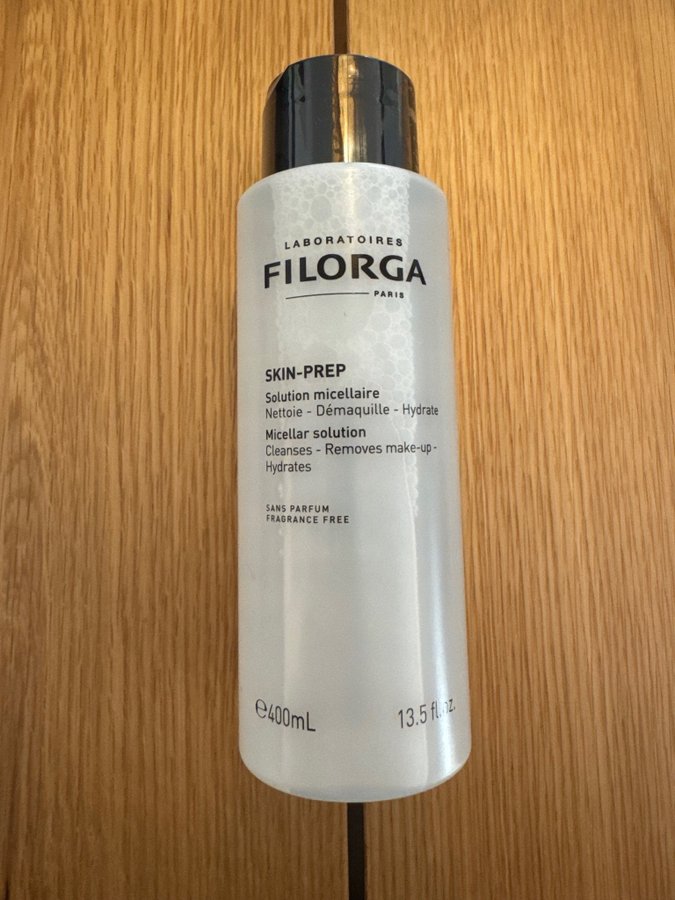 LABORATOIRES
FILORGA
PARIS
SKIN-PREP
Solution micellaire
Nettoie - Démaquille - Hydrate
Micellar solution
Cleanses - Removes make-up -
Hydrates
SANS PARFUM
FRAGRANCE FREE
℮400mL 13.5 fl.oz.